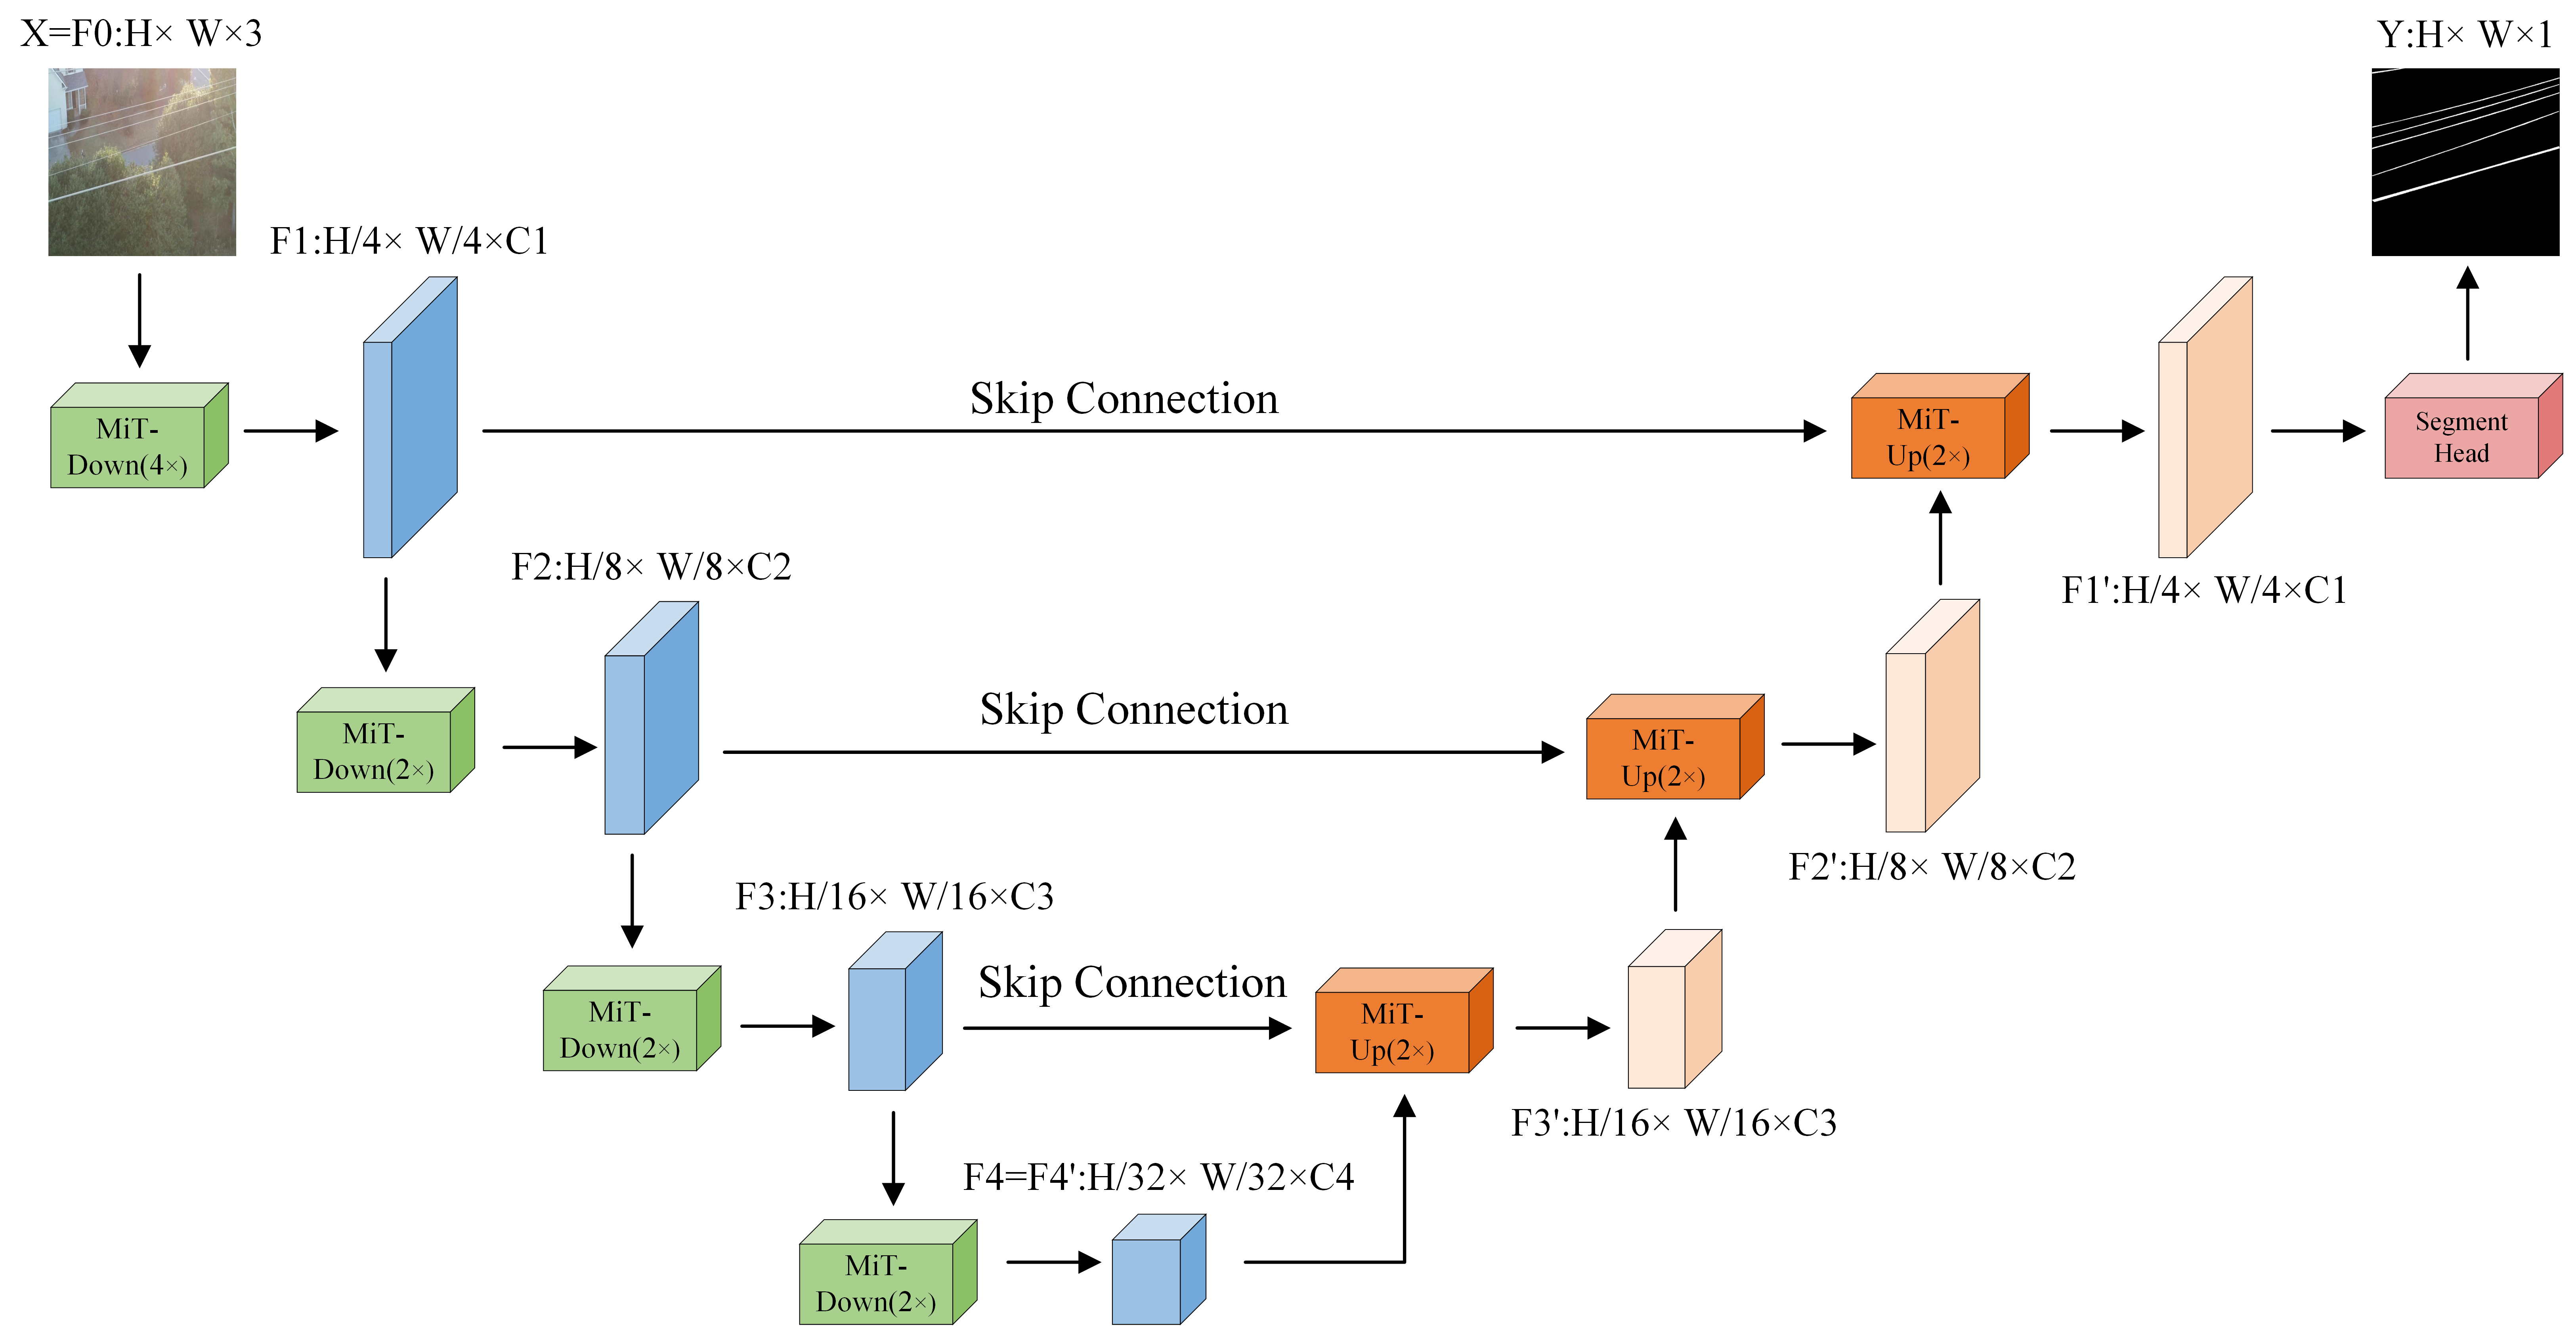 X=F0:H× W×3
Y:H× W×1
F1:H/4× W/4×C1
MiT-
Down(4×)
Skip Connection
MiT-
Up(2×)
Segment
Head
F2:H/8× W/8×C2
F1':H/4× W/4×C1
MiT-
Down(2×)
Skip Connection
MiT-
Up(2×)
F3:H/16× W/16×C3
F2':H/8× W/8×C2
MiT-
Down(2×)
Skip Connection
MiT-
Up(2×)
F3':H/16× W/16×C3
F4=F4':H/32× W/32×C4
MiT-
Down(2×)